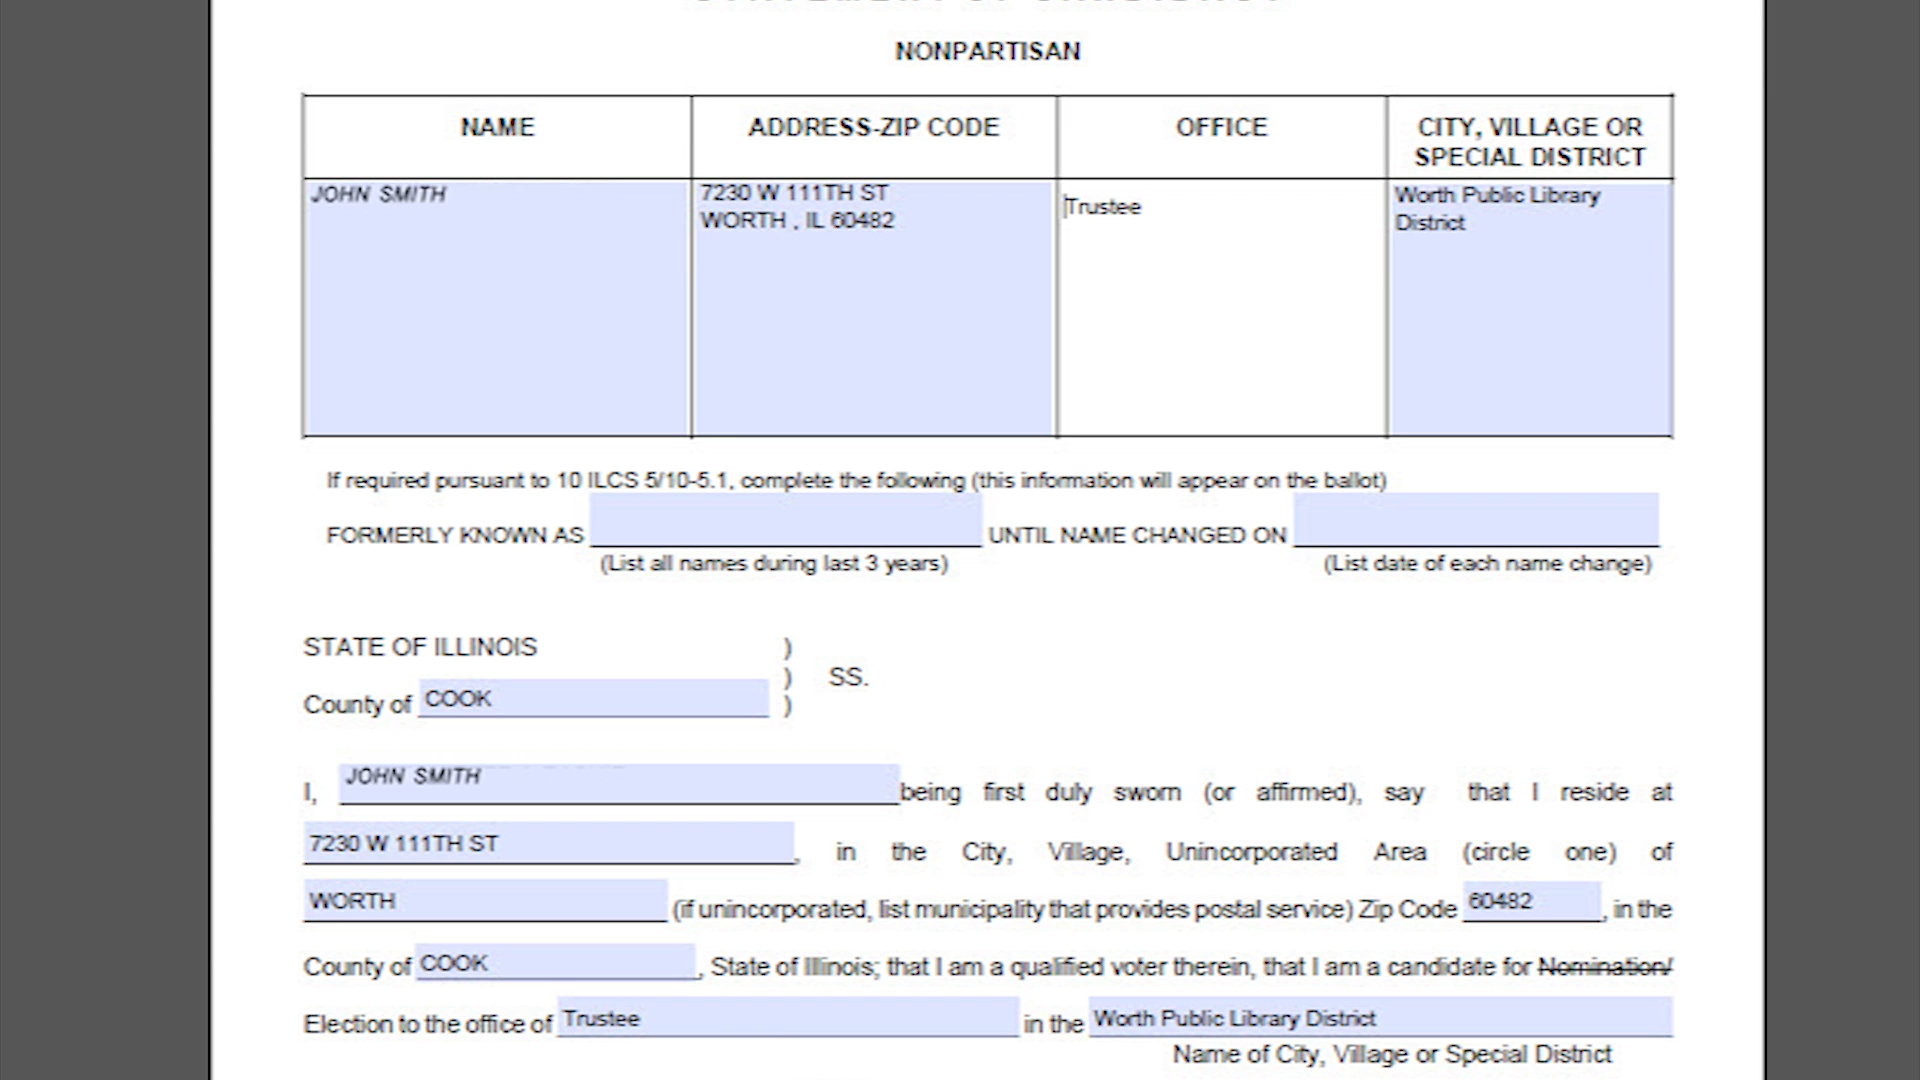 NONPARTISAN
NAME
ADDRESS-ZIP CODE
OFFICE
CITY, VILLAGE OR
SPECIAL DISTRICT
JOHN SMITH
7230 W 111TH ST
WORTH , IL 60482
Trustee
Worth Public Library
District
If required pursuant to 10 ILCS 5/10-5.1, complete the following (this information will appear on the ballot)
FORMERLY KNOWN AS UNTIL NAME CHANGED ON
(List all names during last 3 years) (List date of each name change)
STATE OF ILLINOIS )
) SS.
County of COOK )
I, JOHN SMITH being first duly sworn (or affirmed), say that I reside at
7230 W 111TH ST, in the City, Village, Unincorporated Area (circle one) of
WORTH (if unincorporated, list municipality that provides postal service) Zip Code 60482, in the
County of COOK, State of Illinois; that I am a qualified voter therein, that I am a candidate for Nomination/
Election to the office of Trustee in the Worth Public Library District
Name of City, Village or Special District